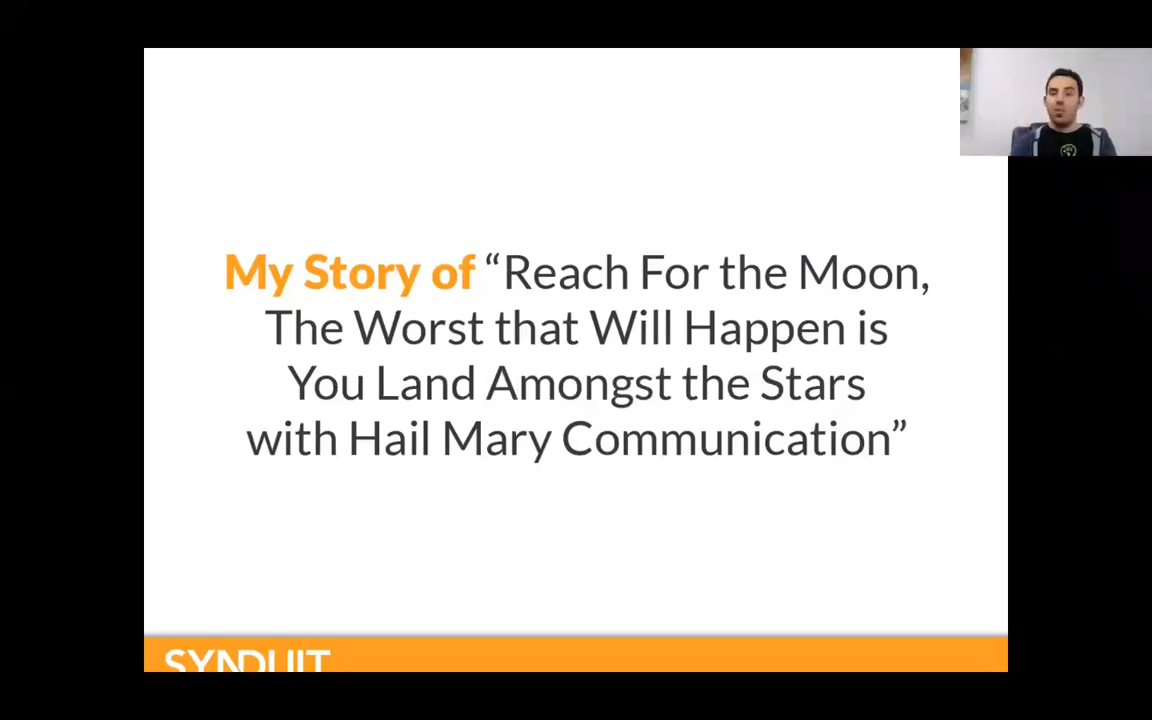 My Story of “Reach For the Moon,
The Worst that Will Happen is
You Land Amongst the Stars
with Hail Mary Communication”
SYNDUIT